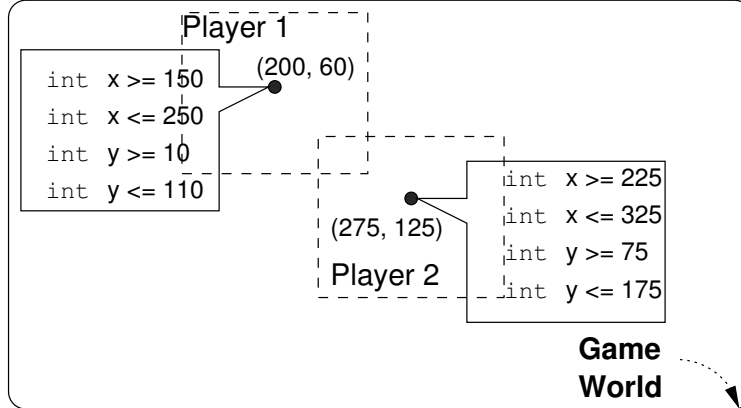 Player 1
(200, 60)
int x >= 150
int x <= 250
int y >= 10
int y <= 110
(275, 125)
Player 2
int x >= 225
int x <= 325
int y >= 75
int y <= 175
Game
World